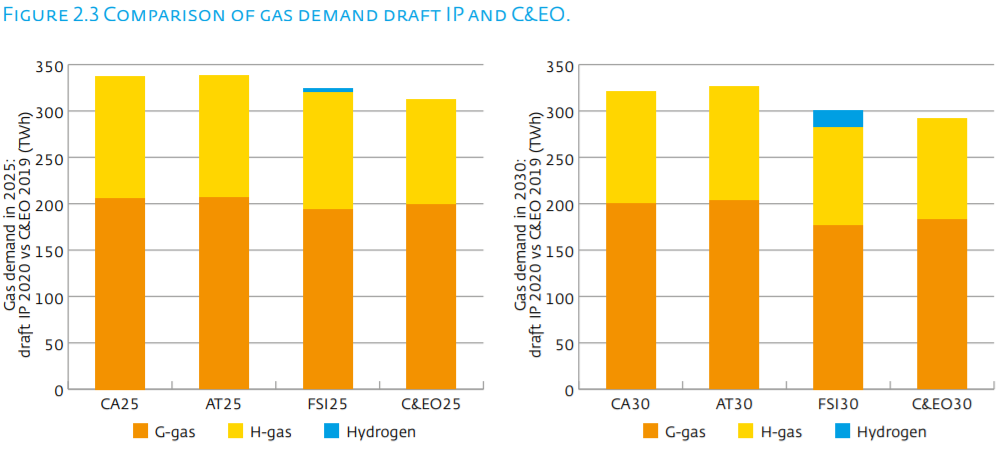 FIGURE 2.3 COMPARISON OF GAS DEMAND DRAFT IP AND C&EO.
Gas demand in 2025:
draft IP 2020 vs C&EO 2019 (TWh)
350
300
250
200
150
100
50
0
CA25 AT25 FSI25 C&EO25
G-gas H-gas Hydrogen
Gas demand in 2030:
draft IP 2020 vs C&EO 2019 (TWh)
350
300
250
200
150
100
50
0
CA30 AT30 FSI30 C&EO30
G-gas H-gas Hydrogen